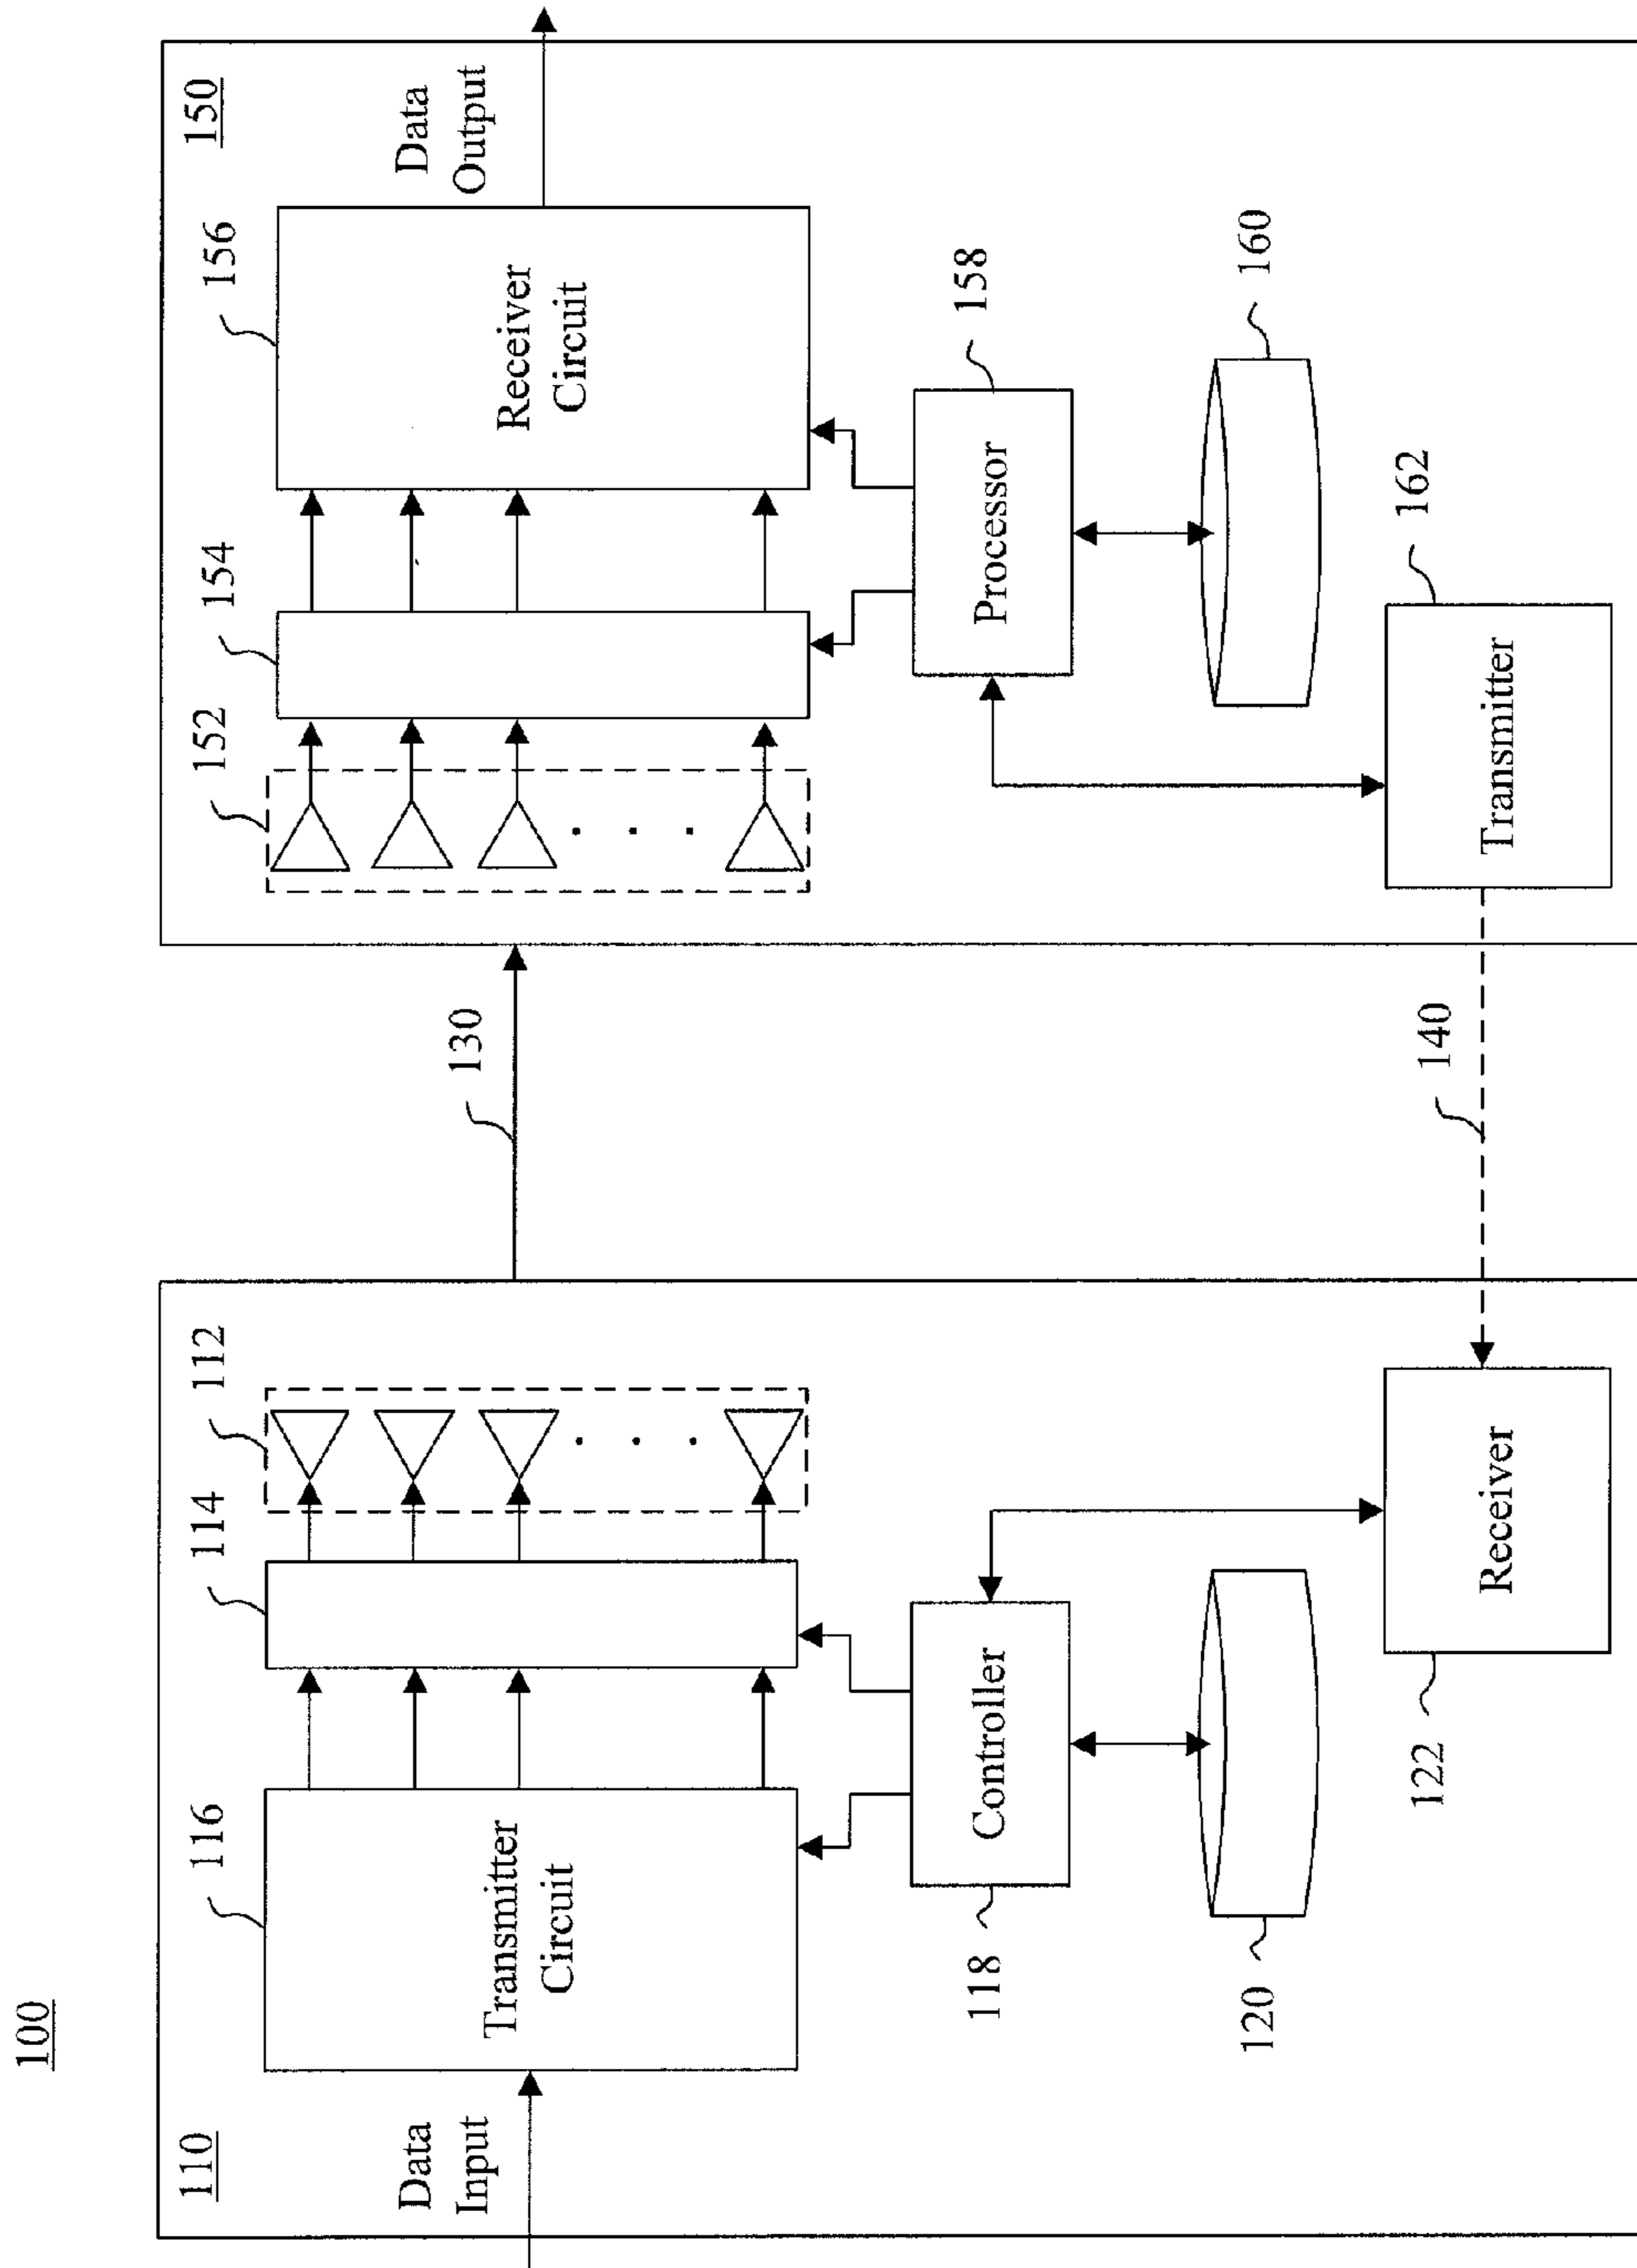 100
110
Data
Input
116
Transmitter
Circuit
114
112
118
Controller
120
122
Receiver
130
140
150
152
154
156
Receiver
Circuit
Data
Output
158
Processor
160
162
Transmitter